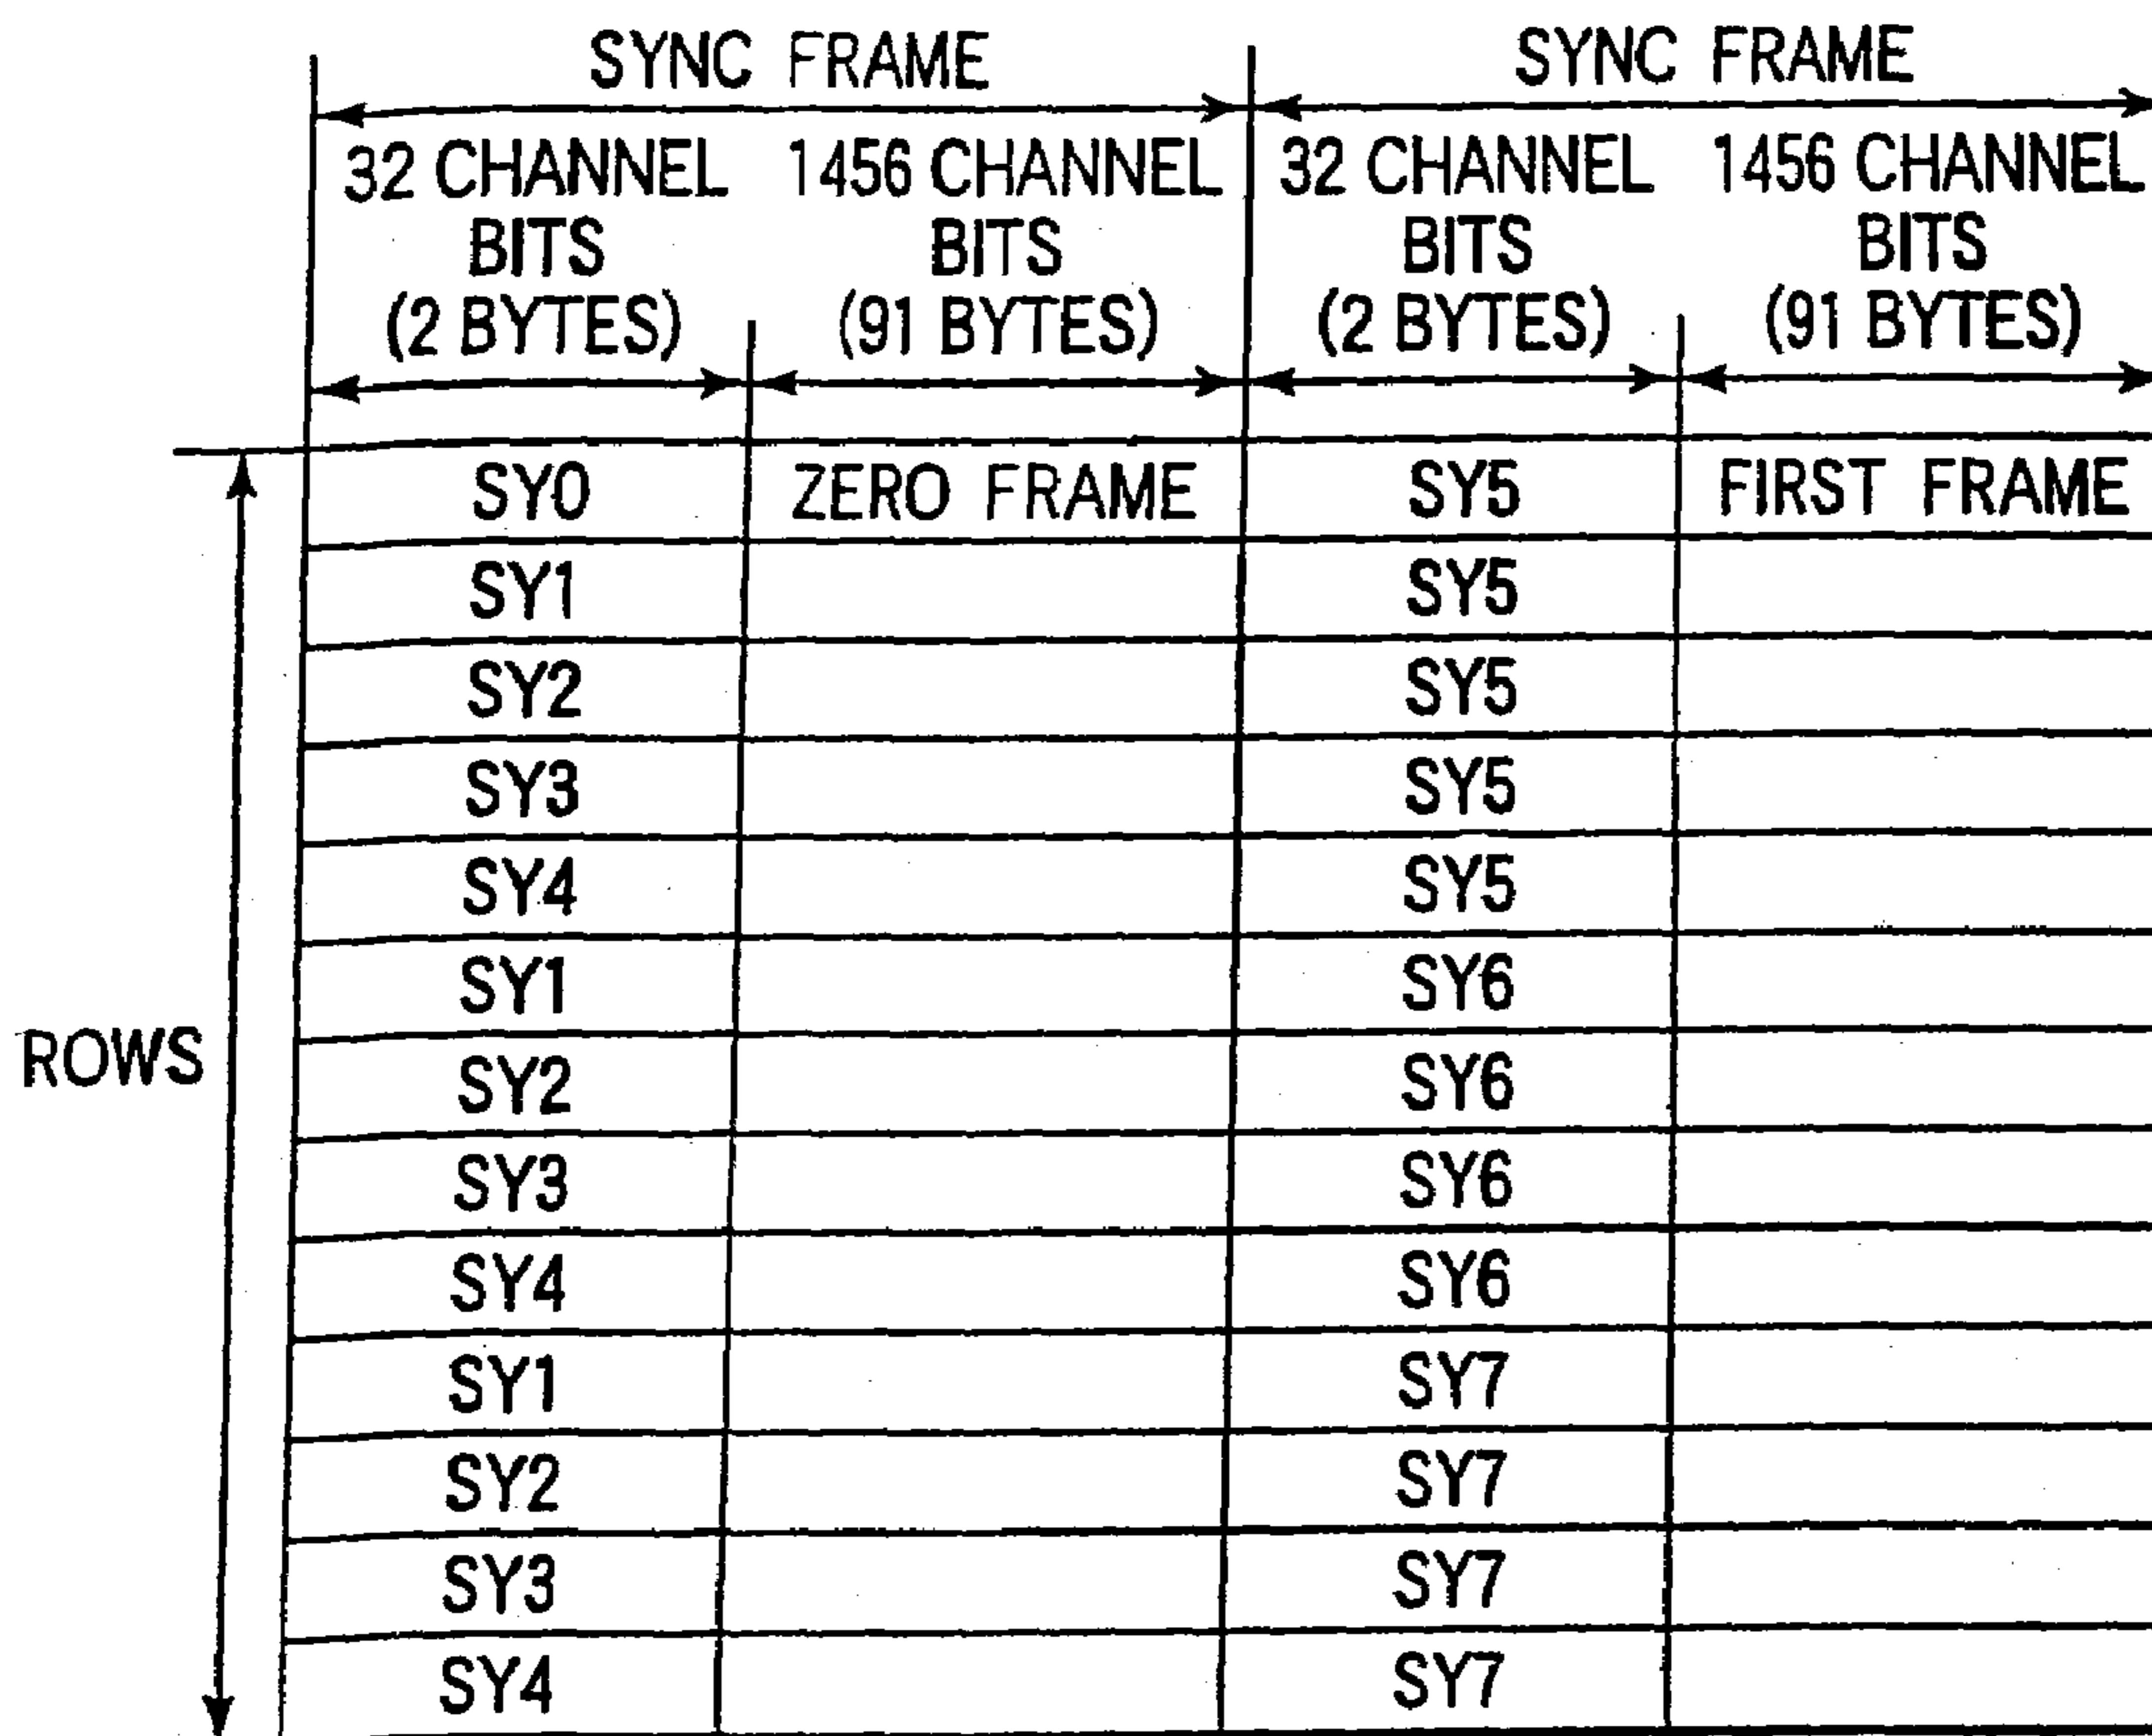 SYNC FRAME SYNC FRAME
32 CHANNEL 1456 CHANNEL 32 CHANNEL 1456 CHANNEL
BITS BITS BITS BITS
(2 BYTES) (91 BYTES) (2 BYTES) (91 BYTES)
SY0 ZERO FRAME SY5 FIRST FRAME
SY1 SY5
SY2 SY5
SY3 SY5
SY4 SY5
SY1 SY6
ROWS
SY2 SY6
SY3 SY6
SY4 SY6
SY1 SY7
SY2 SY7
SY3 SY7
SY4 SY7